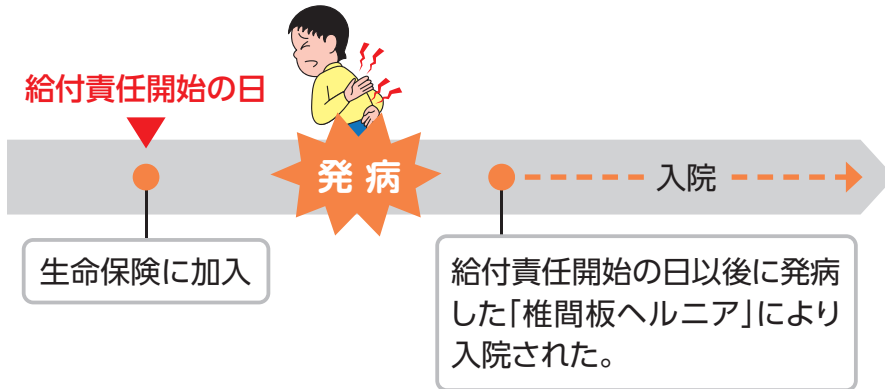 給付責任開始の日
発病
入院
生命保険に加入
給付責任開始の日以後に発病
した「椎間板ヘルニア」により
入院された。